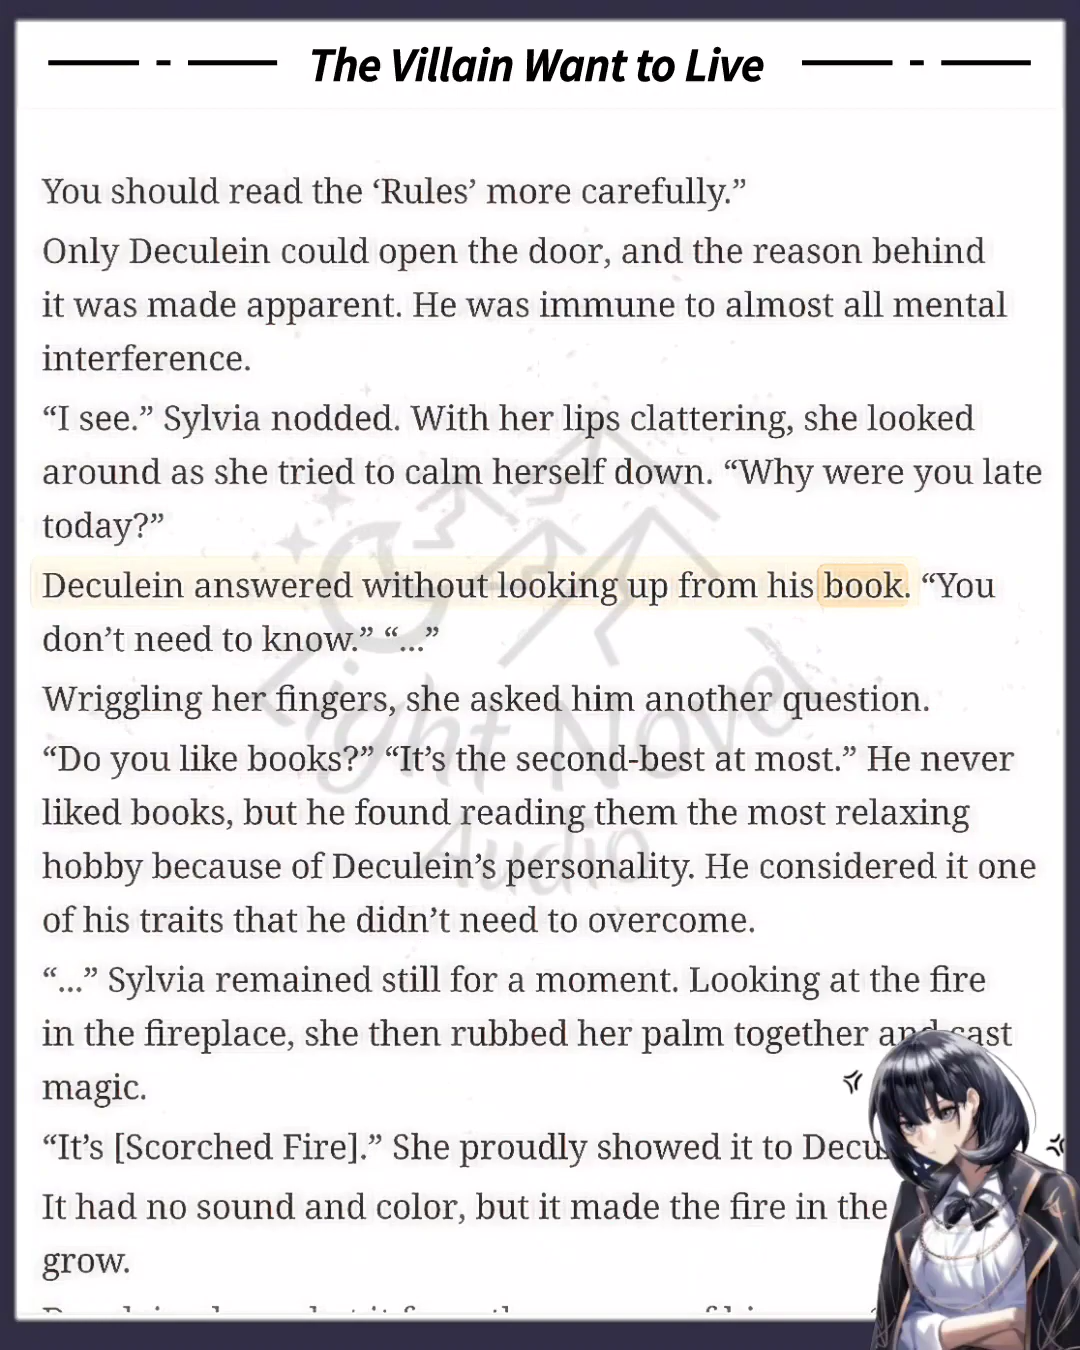 The Villain Want to Live
You should read the ‘Rules’ more carefully.”
Only Deculein could open the door, and the reason behind
it was made apparent. He was immune to almost all mental
interference.
“I see.” Sylvia nodded. With her lips clattering, she looked
around as she tried to calm herself down. “Why were you late
today?”
Deculein answered without looking up from his book. “You
don’t need to know.” “...”
Wriggling her fingers, she asked him another question.
“Do you like books?” “It’s the second-best at most.” He never
liked books, but he found reading them the most relaxing
hobby because of Deculein’s personality. He considered it one
of his traits that he didn’t need to overcome.
“...” Sylvia remained still for a moment. Looking at the fire
in the fireplace, she then rubbed her palm together and cast
magic.
“It’s [Scorched Fire].” She proudly showed it to Decu
It had no sound and color, but it made the fire in the
grow.
Light Novel
Audio